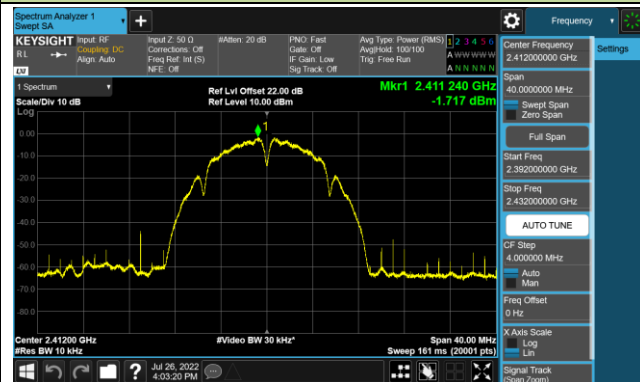 Spectrum Analyzer 1
Swept SA
+
Frequency
KEYSIGHT
RL
LXI
Input: RF
Coupling: DC
Align: Auto
Input Z: 50 Ω
Corrections: Off
Freq Ref: Int (S)
NFE: Off
#Atten: 20 dB
PNO: Fast
Gate: Off
IF Gain: Low
Sig Track: Off
Avg Type: Power (RMS)
Avg|Hold: 100/100
Trig: Free Run
1 2 3 4 5 6
A W W W W W
A N N N N N
1 Spectrum
Scale/Div 10 dB
Log
Ref Lvl Offset 22.00 dB
Ref Level 10.00 dBm
Mkr1 2.411 240 GHz
-1.717 dBm
1
0.00
-10.0
-20.0
-30.0
-40.0
-50.0
-60.0
-70.0
-80.0
Center 2.41200 GHz
#Res BW 10 kHz
#Video BW 30 kHz*
Span 40.00 MHz
Sweep 161 ms (20001 pts)
?
Jul 26, 2022
4:03:20 PM
Center Frequency
2.412000000 GHz
Span
40.0000000 MHz
Swept Span
Zero Span
Full Span
Start Freq
2.392000000 GHz
Stop Freq
2.432000000 GHz
AUTO TUNE
CF Step
4.000000 MHz
Auto
Man
Freq Offset
0 Hz
X Axis Scale
Log
Lin
Signal Track
(Span Zoom)
Settings